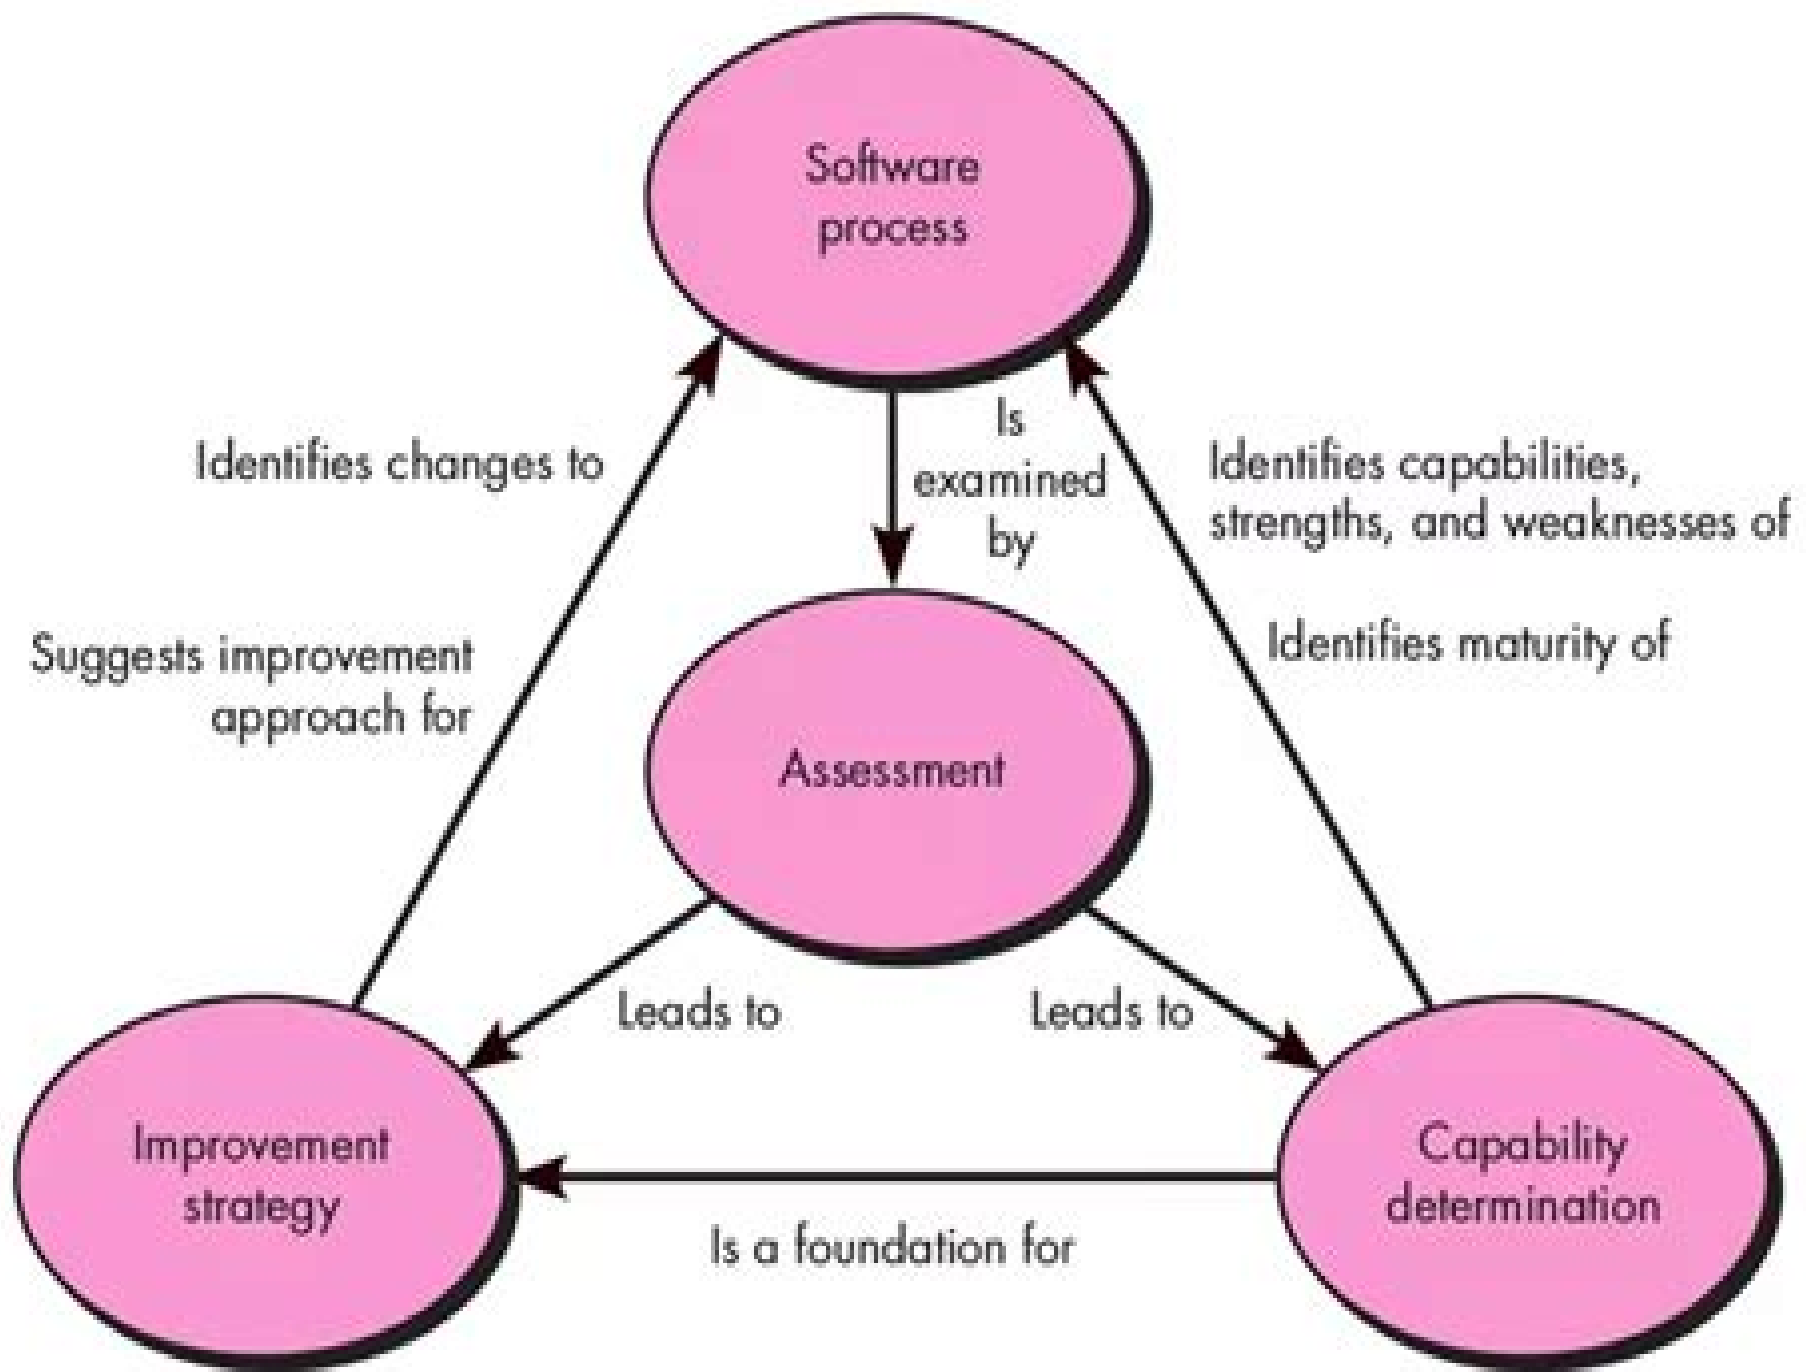 Software
process
Is
examined
by
Identifies changes to
Identifies capabilities,
strengths, and weaknesses of
Suggests improvement
approach for
Identifies maturity of
Assessment
Leads to
Leads to
Improvement
strategy
Capability
determination
Is a foundation for